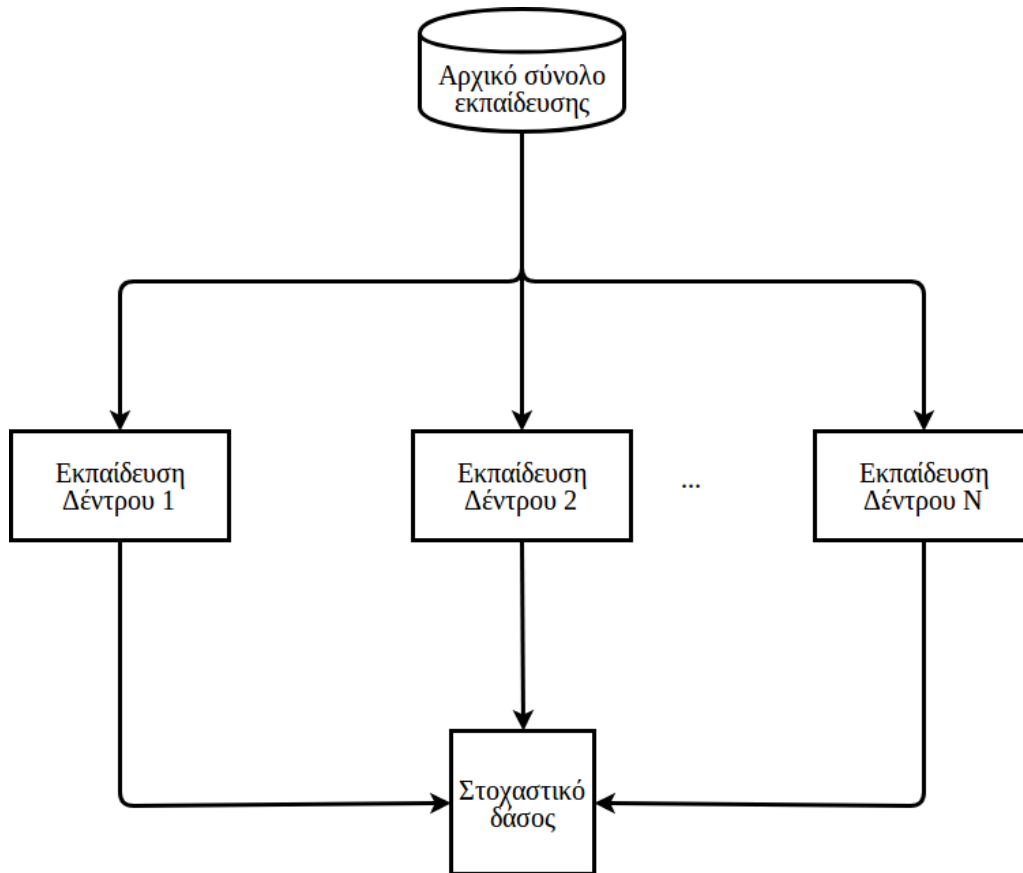 Αρχικό σύνολο
εκπαίδευσης
Εκπαίδευση
Δέντρου 1
Εκπαίδευση
Δέντρου 2
...
Εκπαίδευση
Δέντρου N
Στοχαστικό
δάσος